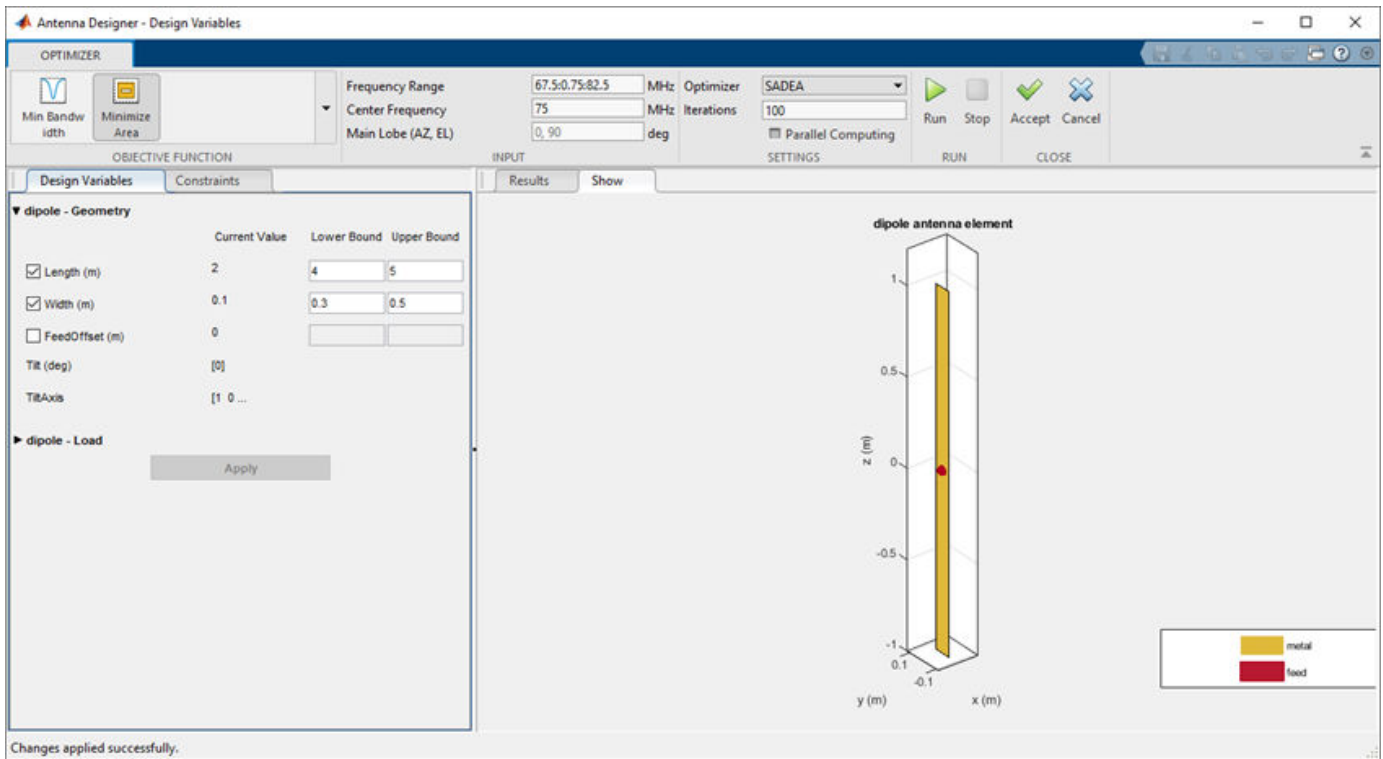 Antenna Designer - Design Variables
OPTIMIZER
Min Bandw
idth
Minimize
Area
OBJECTIVE FUNCTION
Frequency Range 67.5:0.75:82.5 MHz
Center Frequency 75 MHz
Main Lobe (AZ, EL) 0, 90 deg
INPUT
Optimizer SADEA
Iterations 100
Parallel Computing
SETTINGS
Run Stop
RUN
Accept Cancel
CLOSE
Design Variables Constraints
dipole - Geometry
Current Value Lower Bound Upper Bound
Length (m) 2 4 5
Width (m) 0.1 0.3 0.5
FeedOffset (m) 0
Tilt (deg) [0]
TiltAxis [1 0 ...
dipole - Load
Apply
Results Show
dipole antenna element
1
0.5
0
-0.5
-1
z (m)
0.1
-0.1
y (m) x (m)
metal
feed
Changes applied successfully.